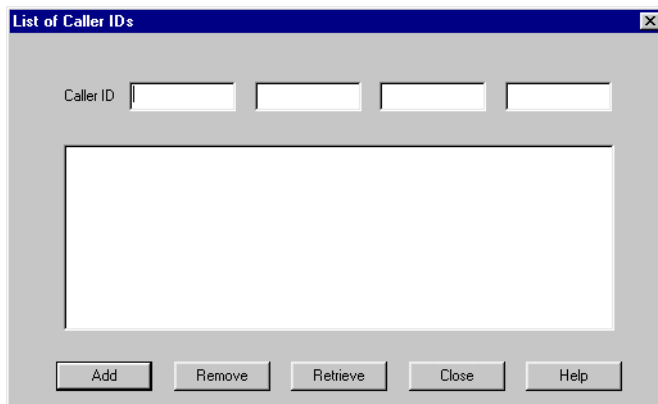 List of Caller IDs
Caller ID
Add Remove Retrieve Close Help